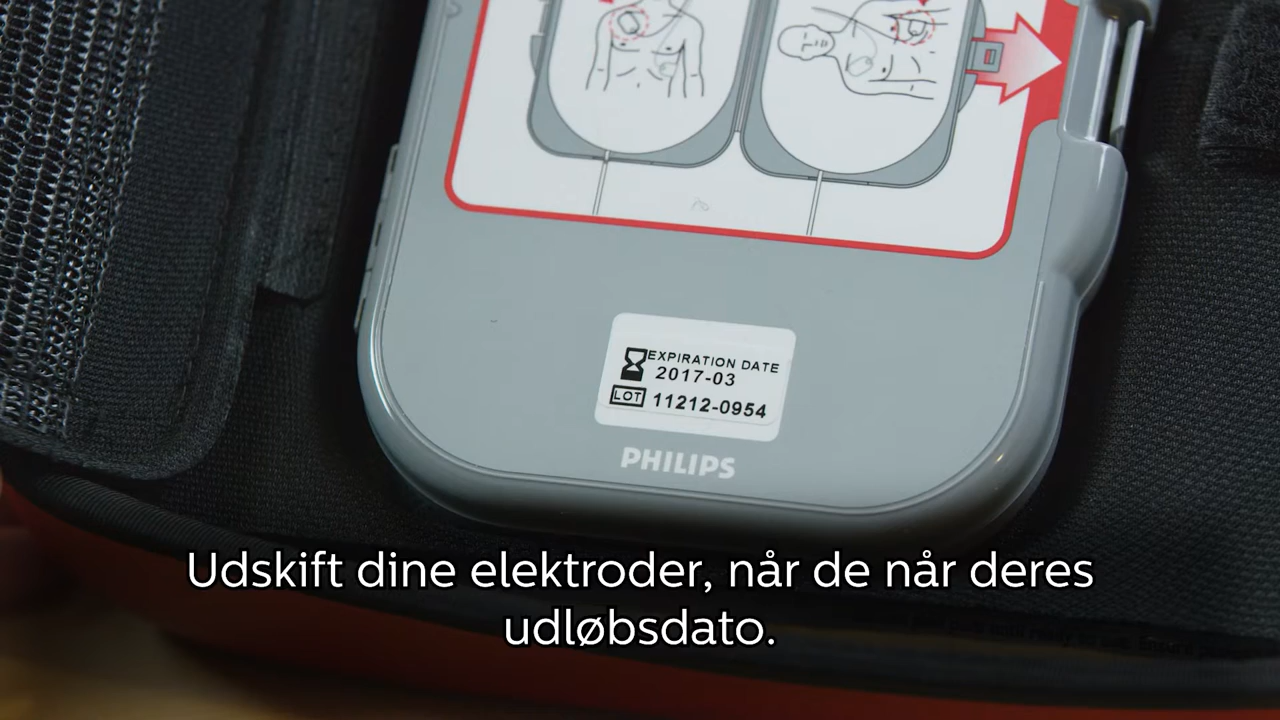 EXPIRATION DATE
2017-03
LOT 11212-0954
PHILIPS
Udskift dine elektroder, når de når deres
udløbsdato.